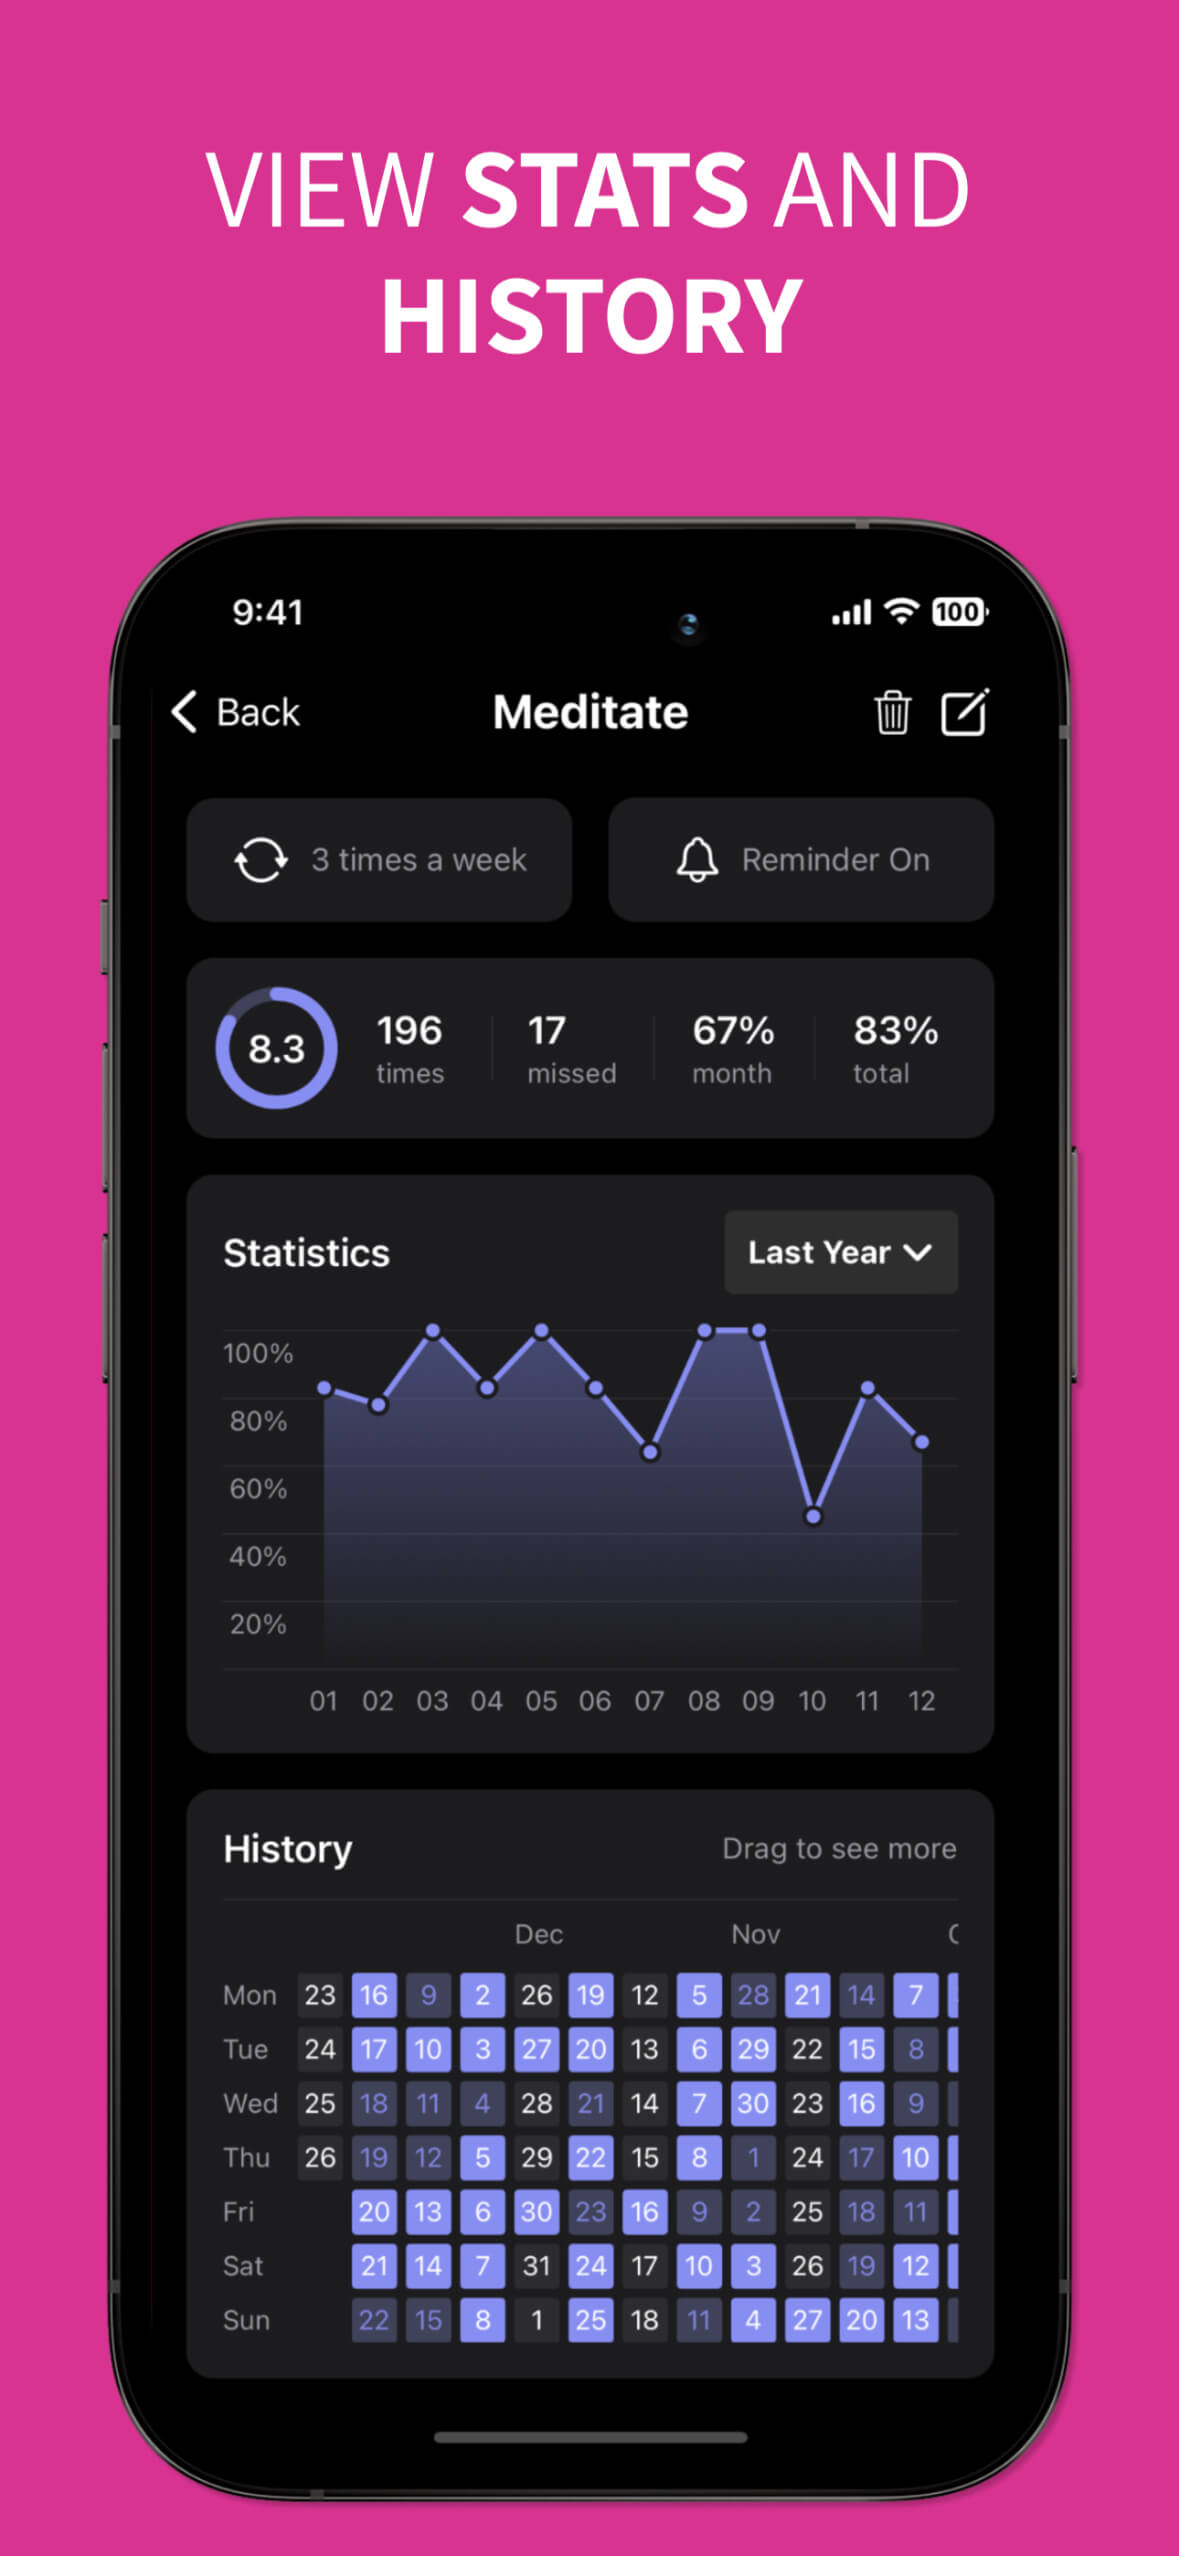 VIEW STATS AND
HISTORY
9:41
100
Back
Meditate
3 times a week
Reminder On
8.3
196
times
17
missed
67%
month
83%
total
Statistics
Last Year
100%
80%
60%
40%
20%
01 02 03 04 05 06 07 08 09 10 11 12
History
Drag to see more
Dec Nov
Mon 23 16 9 2 26 19 12 5 28 21 14 7
Tue 24 17 10 3 27 20 13 6 29 22 15 8
Wed 25 18 11 4 28 21 14 7 30 23 16 9
Thu 26 19 12 5 29 22 15 8 1 24 17 10
Fri 20 13 6 30 23 16 9 2 25 18 11
Sat 21 14 7 31 24 17 10 3 26 19 12
Sun 22 15 8 1 25 18 11 4 27 20 13